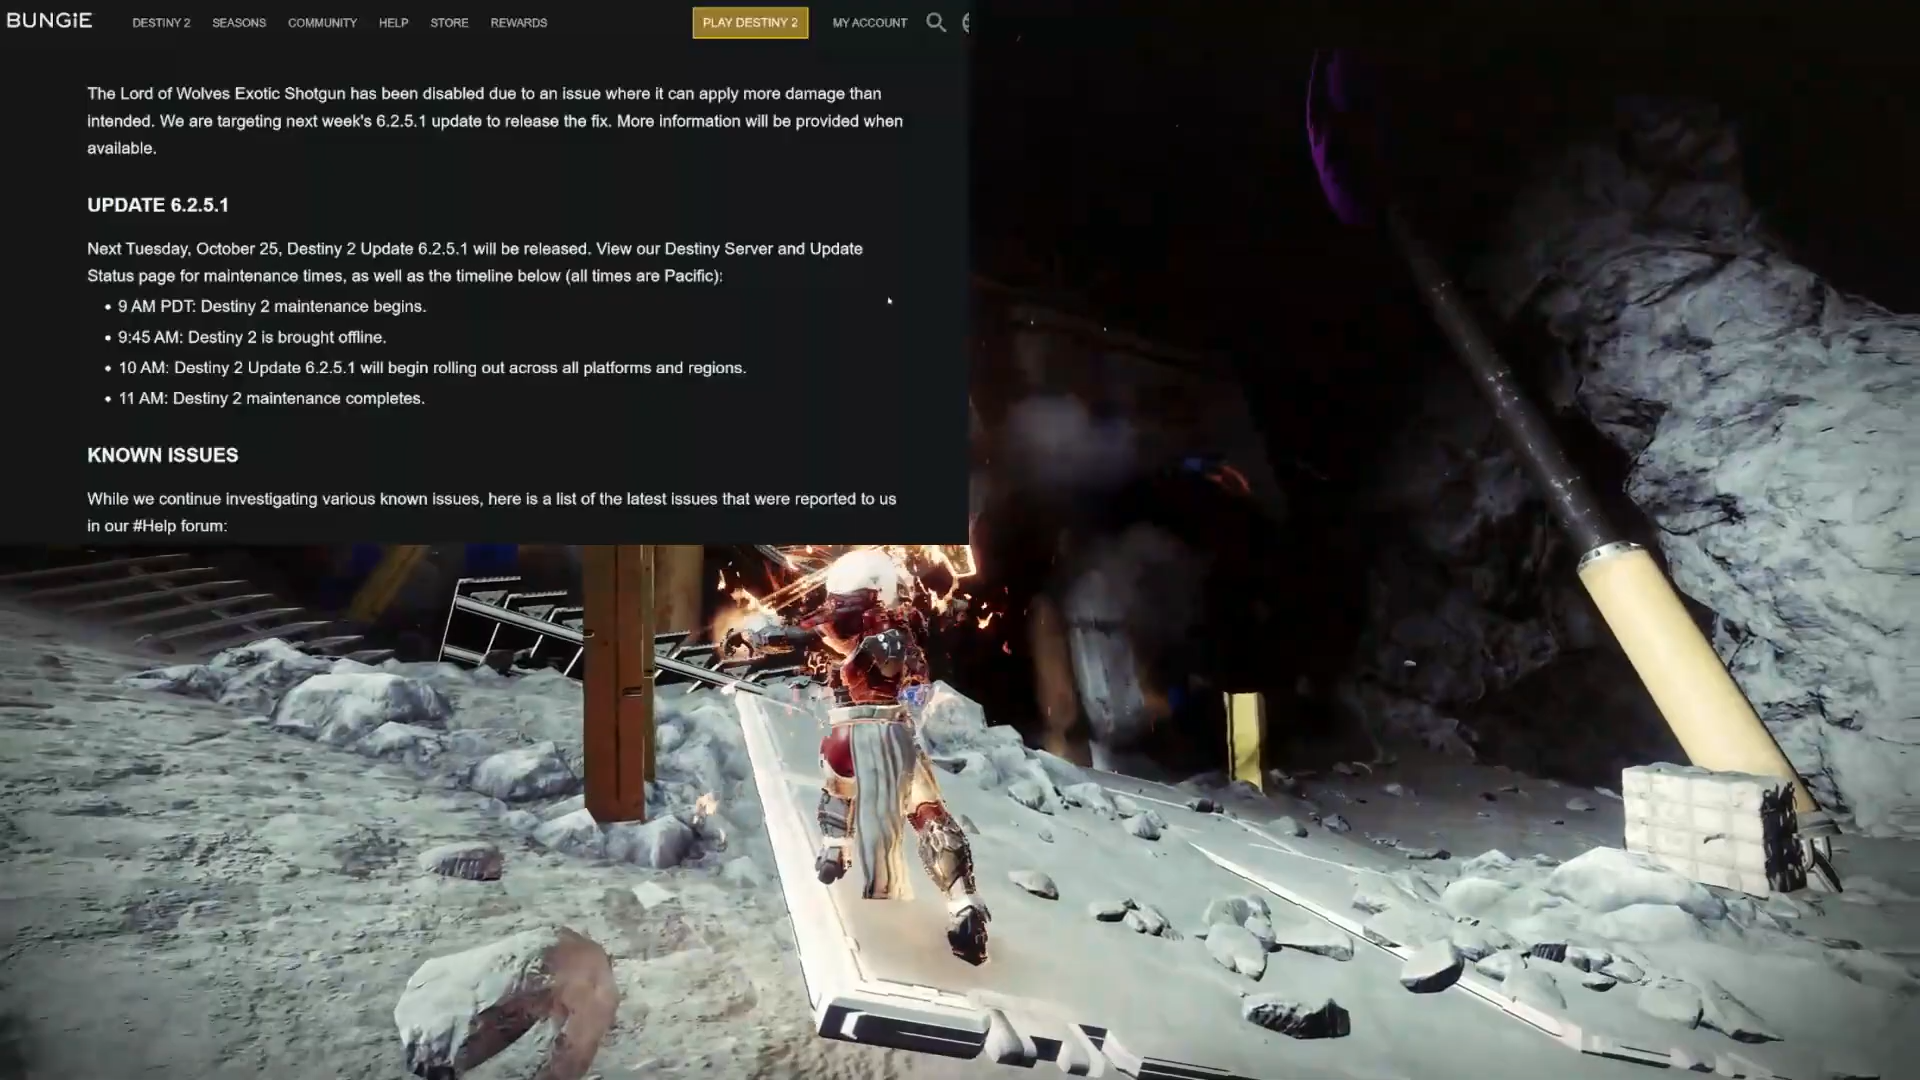 BUNGiE
DESTINY 2 SEASONS COMMUNITY HELP STORE REWARDS PLAY DESTINY 2 MY ACCOUNT
The Lord of Wolves Exotic Shotgun has been disabled due to an issue where it can apply more damage than
intended. We are targeting next week's 6.2.5.1 update to release the fix. More information will be provided when
available.
UPDATE 6.2.5.1
Next Tuesday, October 25, Destiny 2 Update 6.2.5.1 will be released. View our Destiny Server and Update
Status page for maintenance times, as well as the timeline below (all times are Pacific):
• 9 AM PDT: Destiny 2 maintenance begins.
• 9:45 AM: Destiny 2 is brought offline.
• 10 AM: Destiny 2 Update 6.2.5.1 will begin rolling out across all platforms and regions.
• 11 AM: Destiny 2 maintenance completes.
KNOWN ISSUES
While we continue investigating various known issues, here is a list of the latest issues that were reported to us
in our #Help forum: